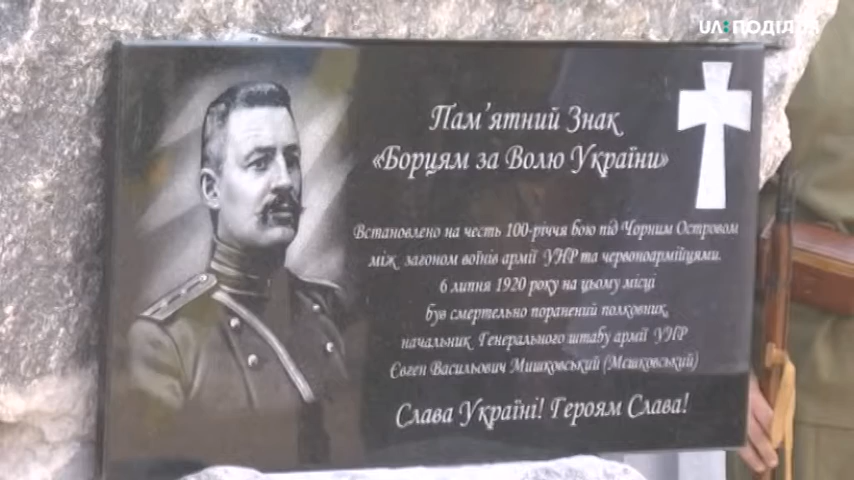 UA:ПОДІЛЛЯ
Пам'ятний Знак
«Борцям за Волю України»
Встановлено на честь 100-річчя бою під Чорним Островом
між загоном воїнів армії УНР та червоноармійцями.
6 липня 1920 року на цьому місці
був смертельно поранений полковник,
начальник Генерального штабу армії УНР
Євген Васильович Мишковський (Мєшковський)
Слава Україні! Героям Слава!